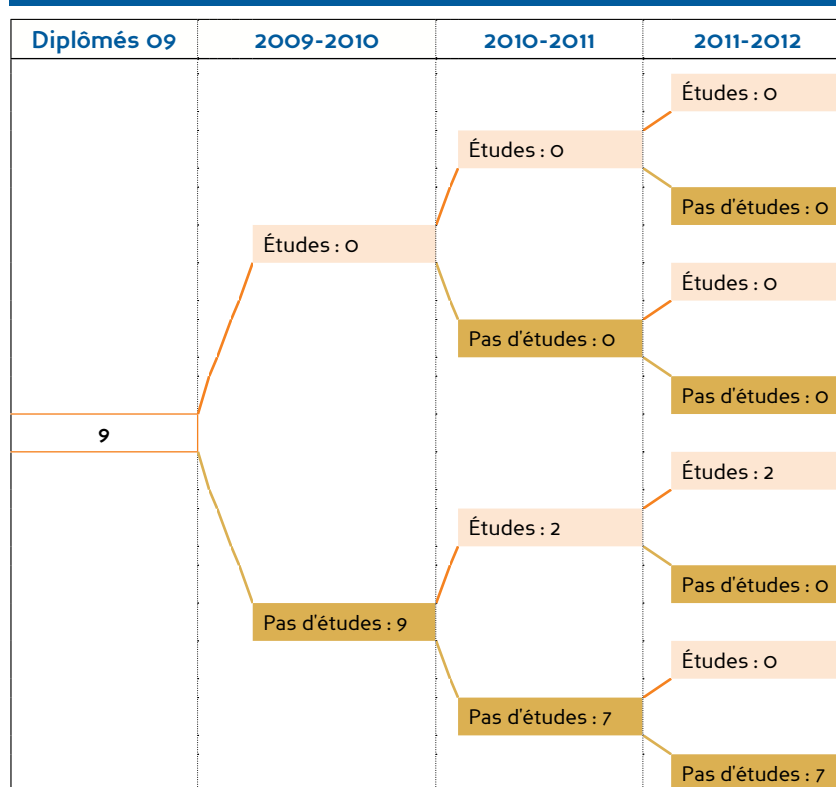 Diplômés 09 2009-2010 2010-2011 2011-2012
Études : 0
Études : 0
Pas d'études : 0
Études : 0
Études : 0
Pas d'études : 0
Pas d'études : 0
9
Études : 2
Études : 2
Pas d'études : 0
Pas d'études : 9
Études : 0
Pas d'études : 7
Pas d'études : 7